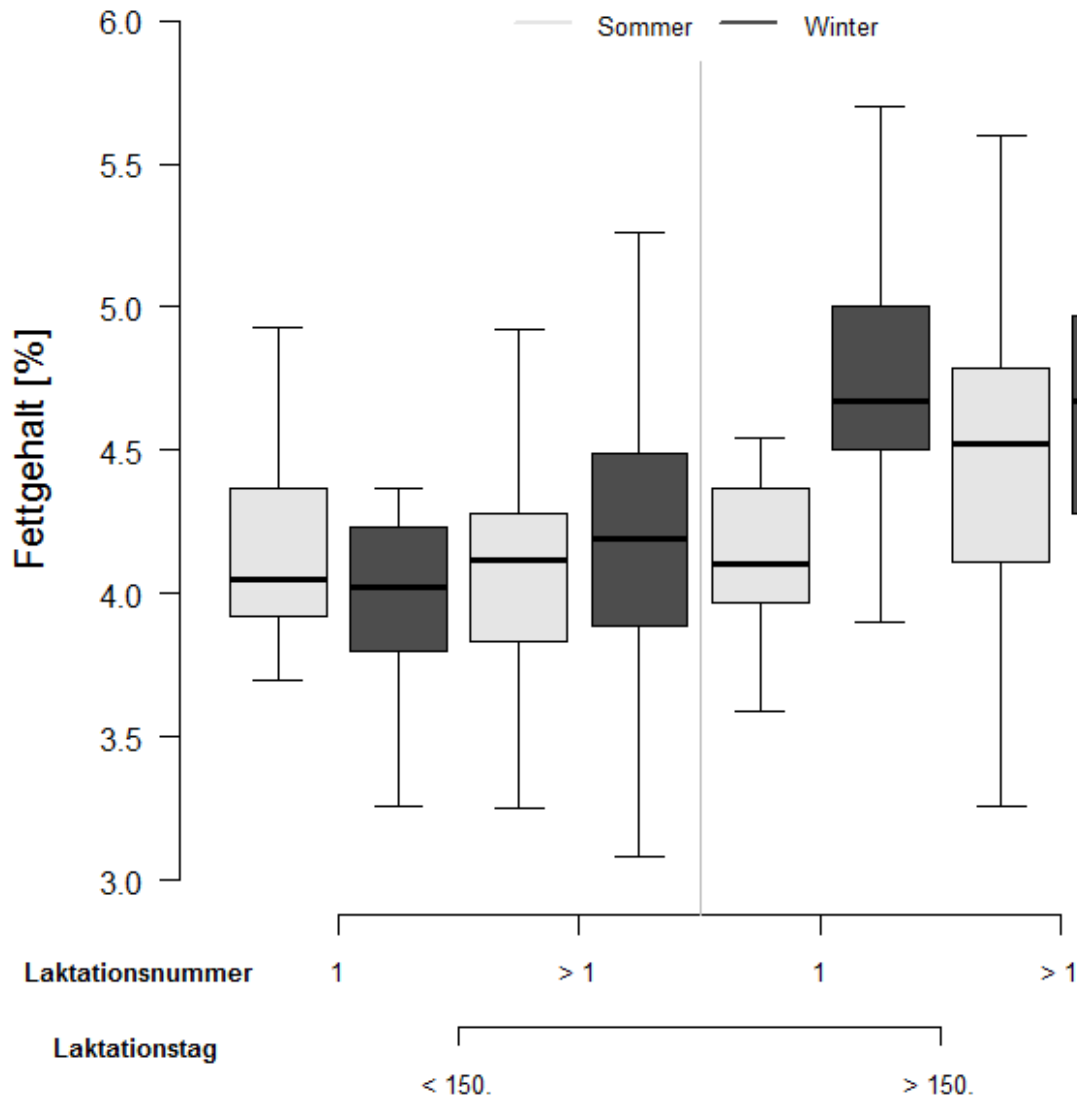 Sommer Winter
Fettgehalt [%]
6.0
5.5
5.0
4.5
4.0
3.5
3.0
Laktationsnummer 1 > 1 1 > 1
Laktationstag
< 150. > 150.